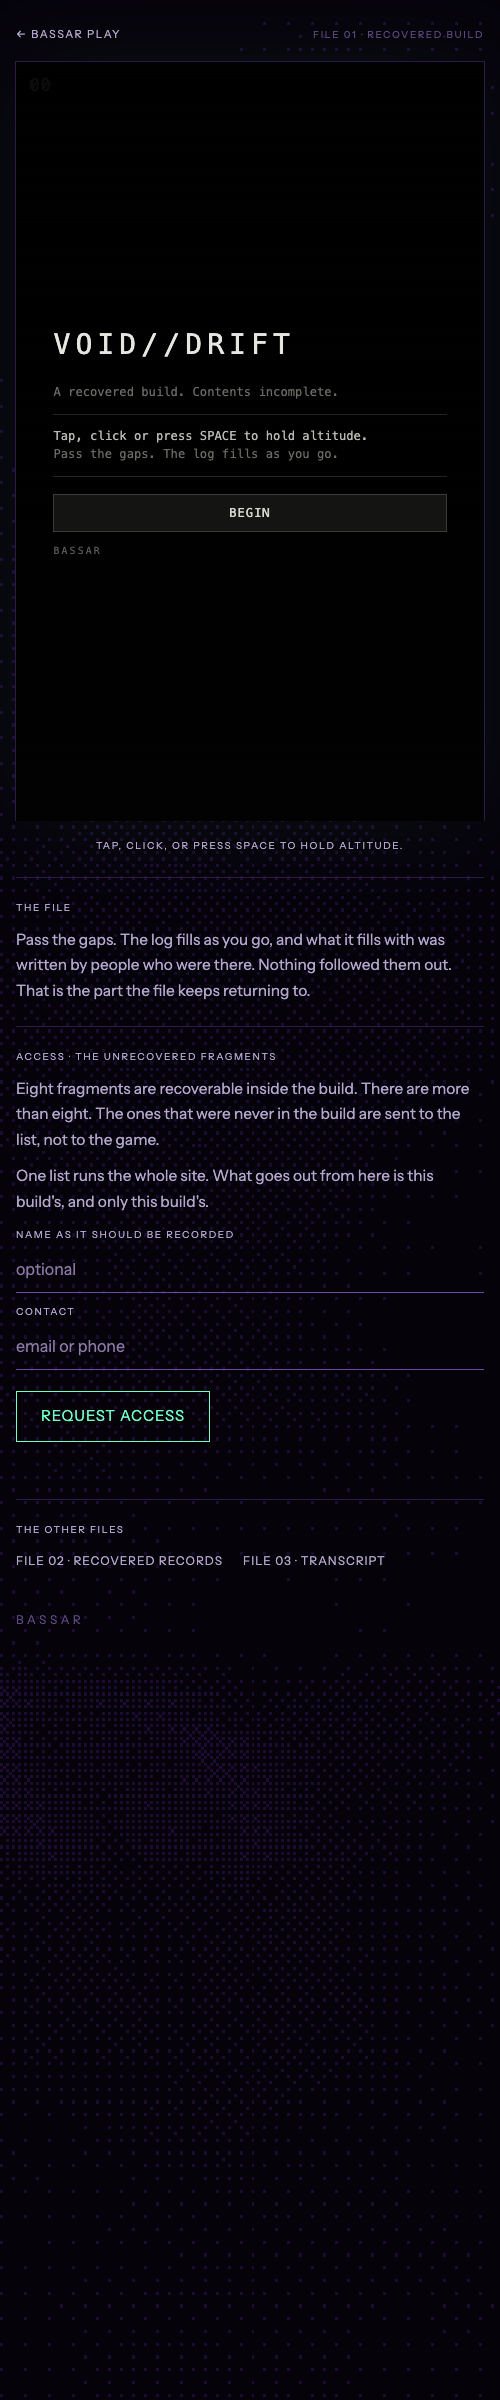 ← BASSAR PLAY
FILE 01 · RECOVERED BUILD
00
VOID//DRIFT
A recovered build. Contents incomplete.
Tap, click or press SPACE to hold altitude.
Pass the gaps. The log fills as you go.
BEGIN
BASSAR
TAP, CLICK, OR PRESS SPACE TO HOLD ALTITUDE.
THE FILE
Pass the gaps. The log fills as you go, and what it fills with was
written by people who were there. Nothing followed them out.
That is the part the file keeps returning to.
ACCESS · THE UNRECOVERED FRAGMENTS
Eight fragments are recoverable inside the build. There are more
than eight. The ones that were never in the build are sent to the
list, not to the game.
One list runs the whole site. What goes out from here is this
build's, and only this build's.
NAME AS IT SHOULD BE RECORDED
optional
CONTACT
email or phone
REQUEST ACCESS
THE OTHER FILES
FILE 02 · RECOVERED RECORDS
FILE 03 · TRANSCRIPT
BASSAR